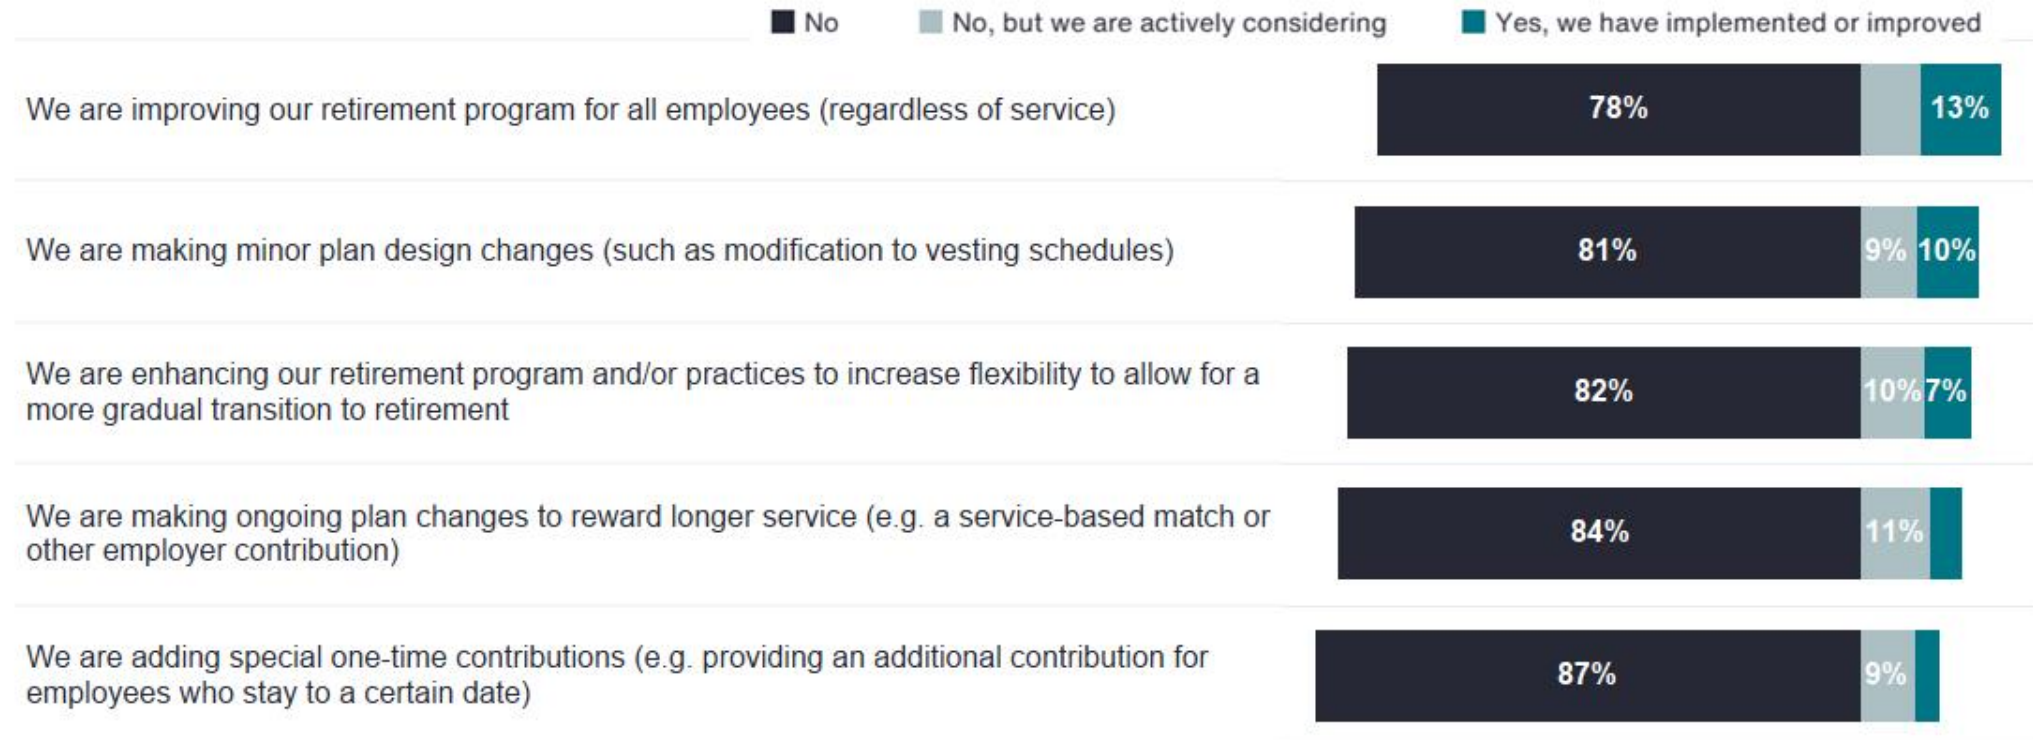 No No, but we are actively considering Yes, we have implemented or improved
We are improving our retirement program for all employees (regardless of service) 78% 13%
We are making minor plan design changes (such as modification to vesting schedules) 81% 9% 10%
We are enhancing our retirement program and/or practices to increase flexibility to allow for a
more gradual transition to retirement
82% 10% 7%
We are making ongoing plan changes to reward longer service (e.g. a service-based match or
other employer contribution)
84% 11%
We are adding special one-time contributions (e.g. providing an additional contribution for
employees who stay to a certain date)
87% 9%